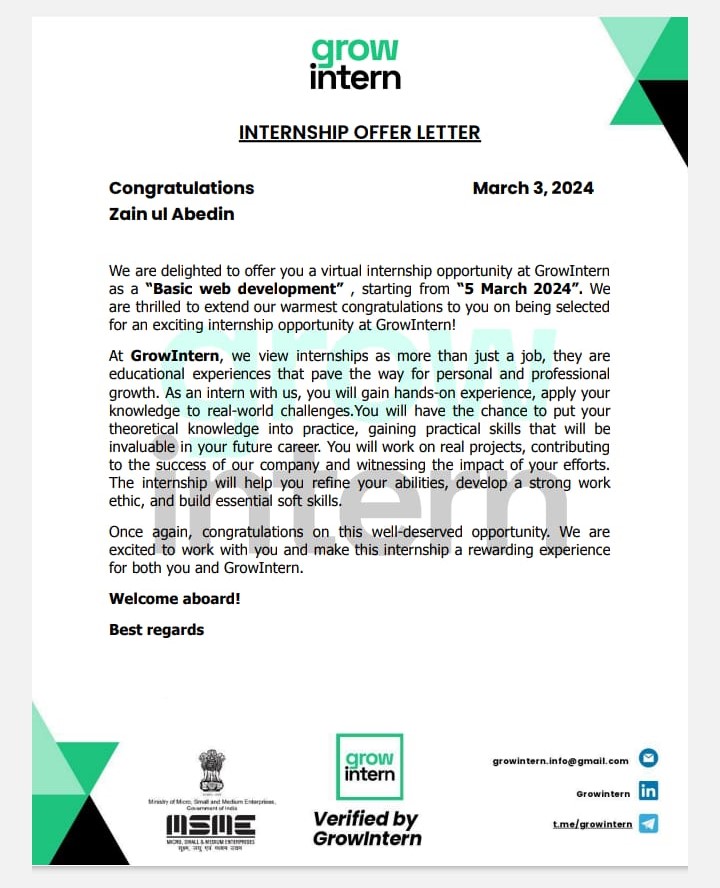 grow
intern
INTERNSHIP OFFER LETTER
Congratulations March 3, 2024
Zain ul Abedin
We are delighted to offer you a virtual internship opportunity at GrowIntern
as a “Basic web development” , starting from “5 March 2024”. We
are thrilled to extend our warmest congratulations to you on being selected
for an exciting internship opportunity at GrowIntern!
At GrowIntern, we view internships as more than just a job, they are
educational experiences that pave the way for personal and professional
growth. As an intern with us, you will gain hands-on experience, apply your
knowledge to real-world challenges.You will have the chance to put your
theoretical knowledge into practice, gaining practical skills that will be
invaluable in your future career. You will work on real projects, contributing
to the success of our company and witnessing the impact of your efforts.
The internship will help you refine your abilities, develop a strong work
ethic, and build essential soft skills.
Once again, congratulations on this well-deserved opportunity. We are
excited to work with you and make this internship a rewarding experience
for both you and GrowIntern.
Welcome aboard!
Best regards
grow
intern
Ministry of Micro, Small and Medium Enterprises,
Government of India
MSME
MICRO, SMALL & MEDIUM ENTERPRISES
सूक्ष्म, लघु एवं मध्यम उद्यम
grow
intern
Verified by
GrowIntern
growintern.info@gmail.com
Growintern
in
t.me/growintern